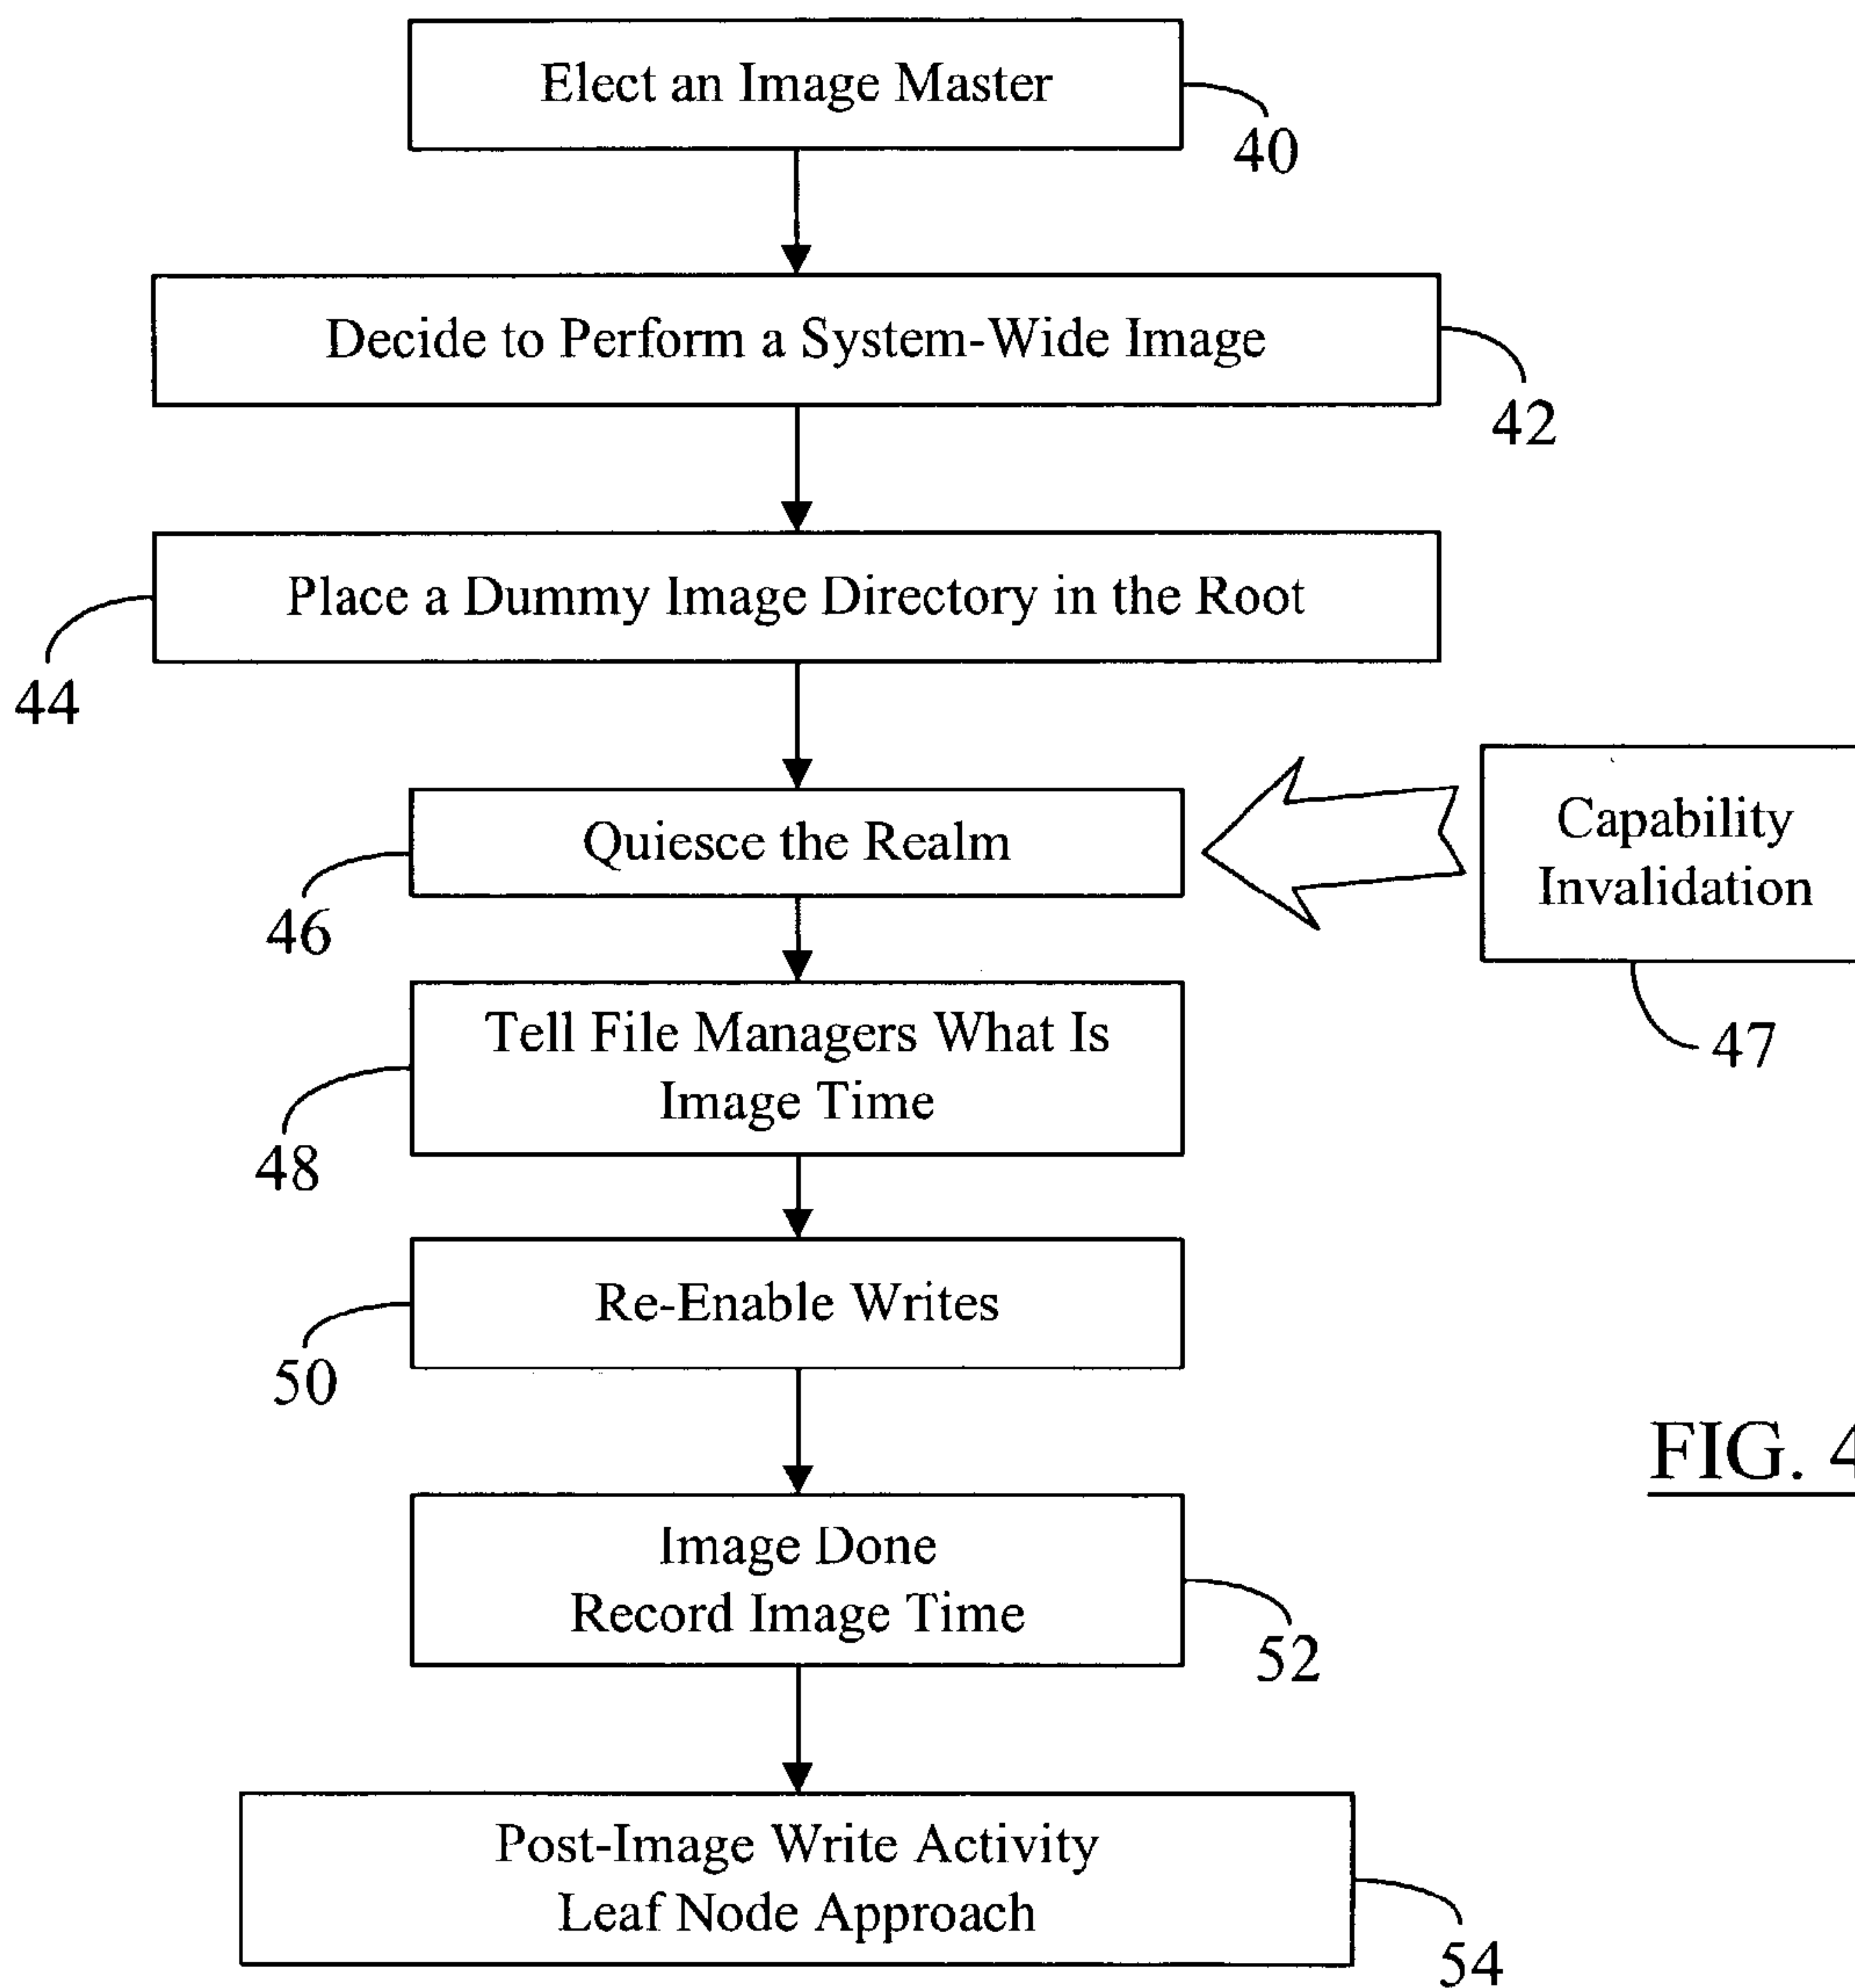 Elect an Image Master
40
Decide to Perform a System-Wide Image
42
Place a Dummy Image Directory in the Root
44
Quiesce the Realm
46
Capability
Invalidation
47
Tell File Managers What Is
Image Time
48
Re-Enable Writes
50
FIG. 4
Image Done
Record Image Time
52
Post-Image Write Activity
Leaf Node Approach
54